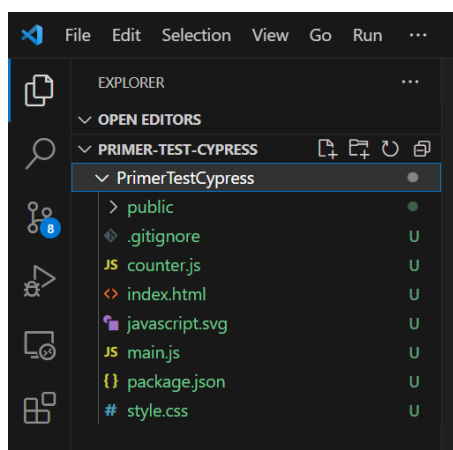 File Edit Selection View Go Run ...
EXPLORER ...
OPEN EDITORS
PRIMER-TEST-CYPRESS
PrimerTestCypress
public
.gitignore U
JS counter.js U
<> index.html U
javascript.svg U
JS main.js U
{} package.json U
# style.css U
8